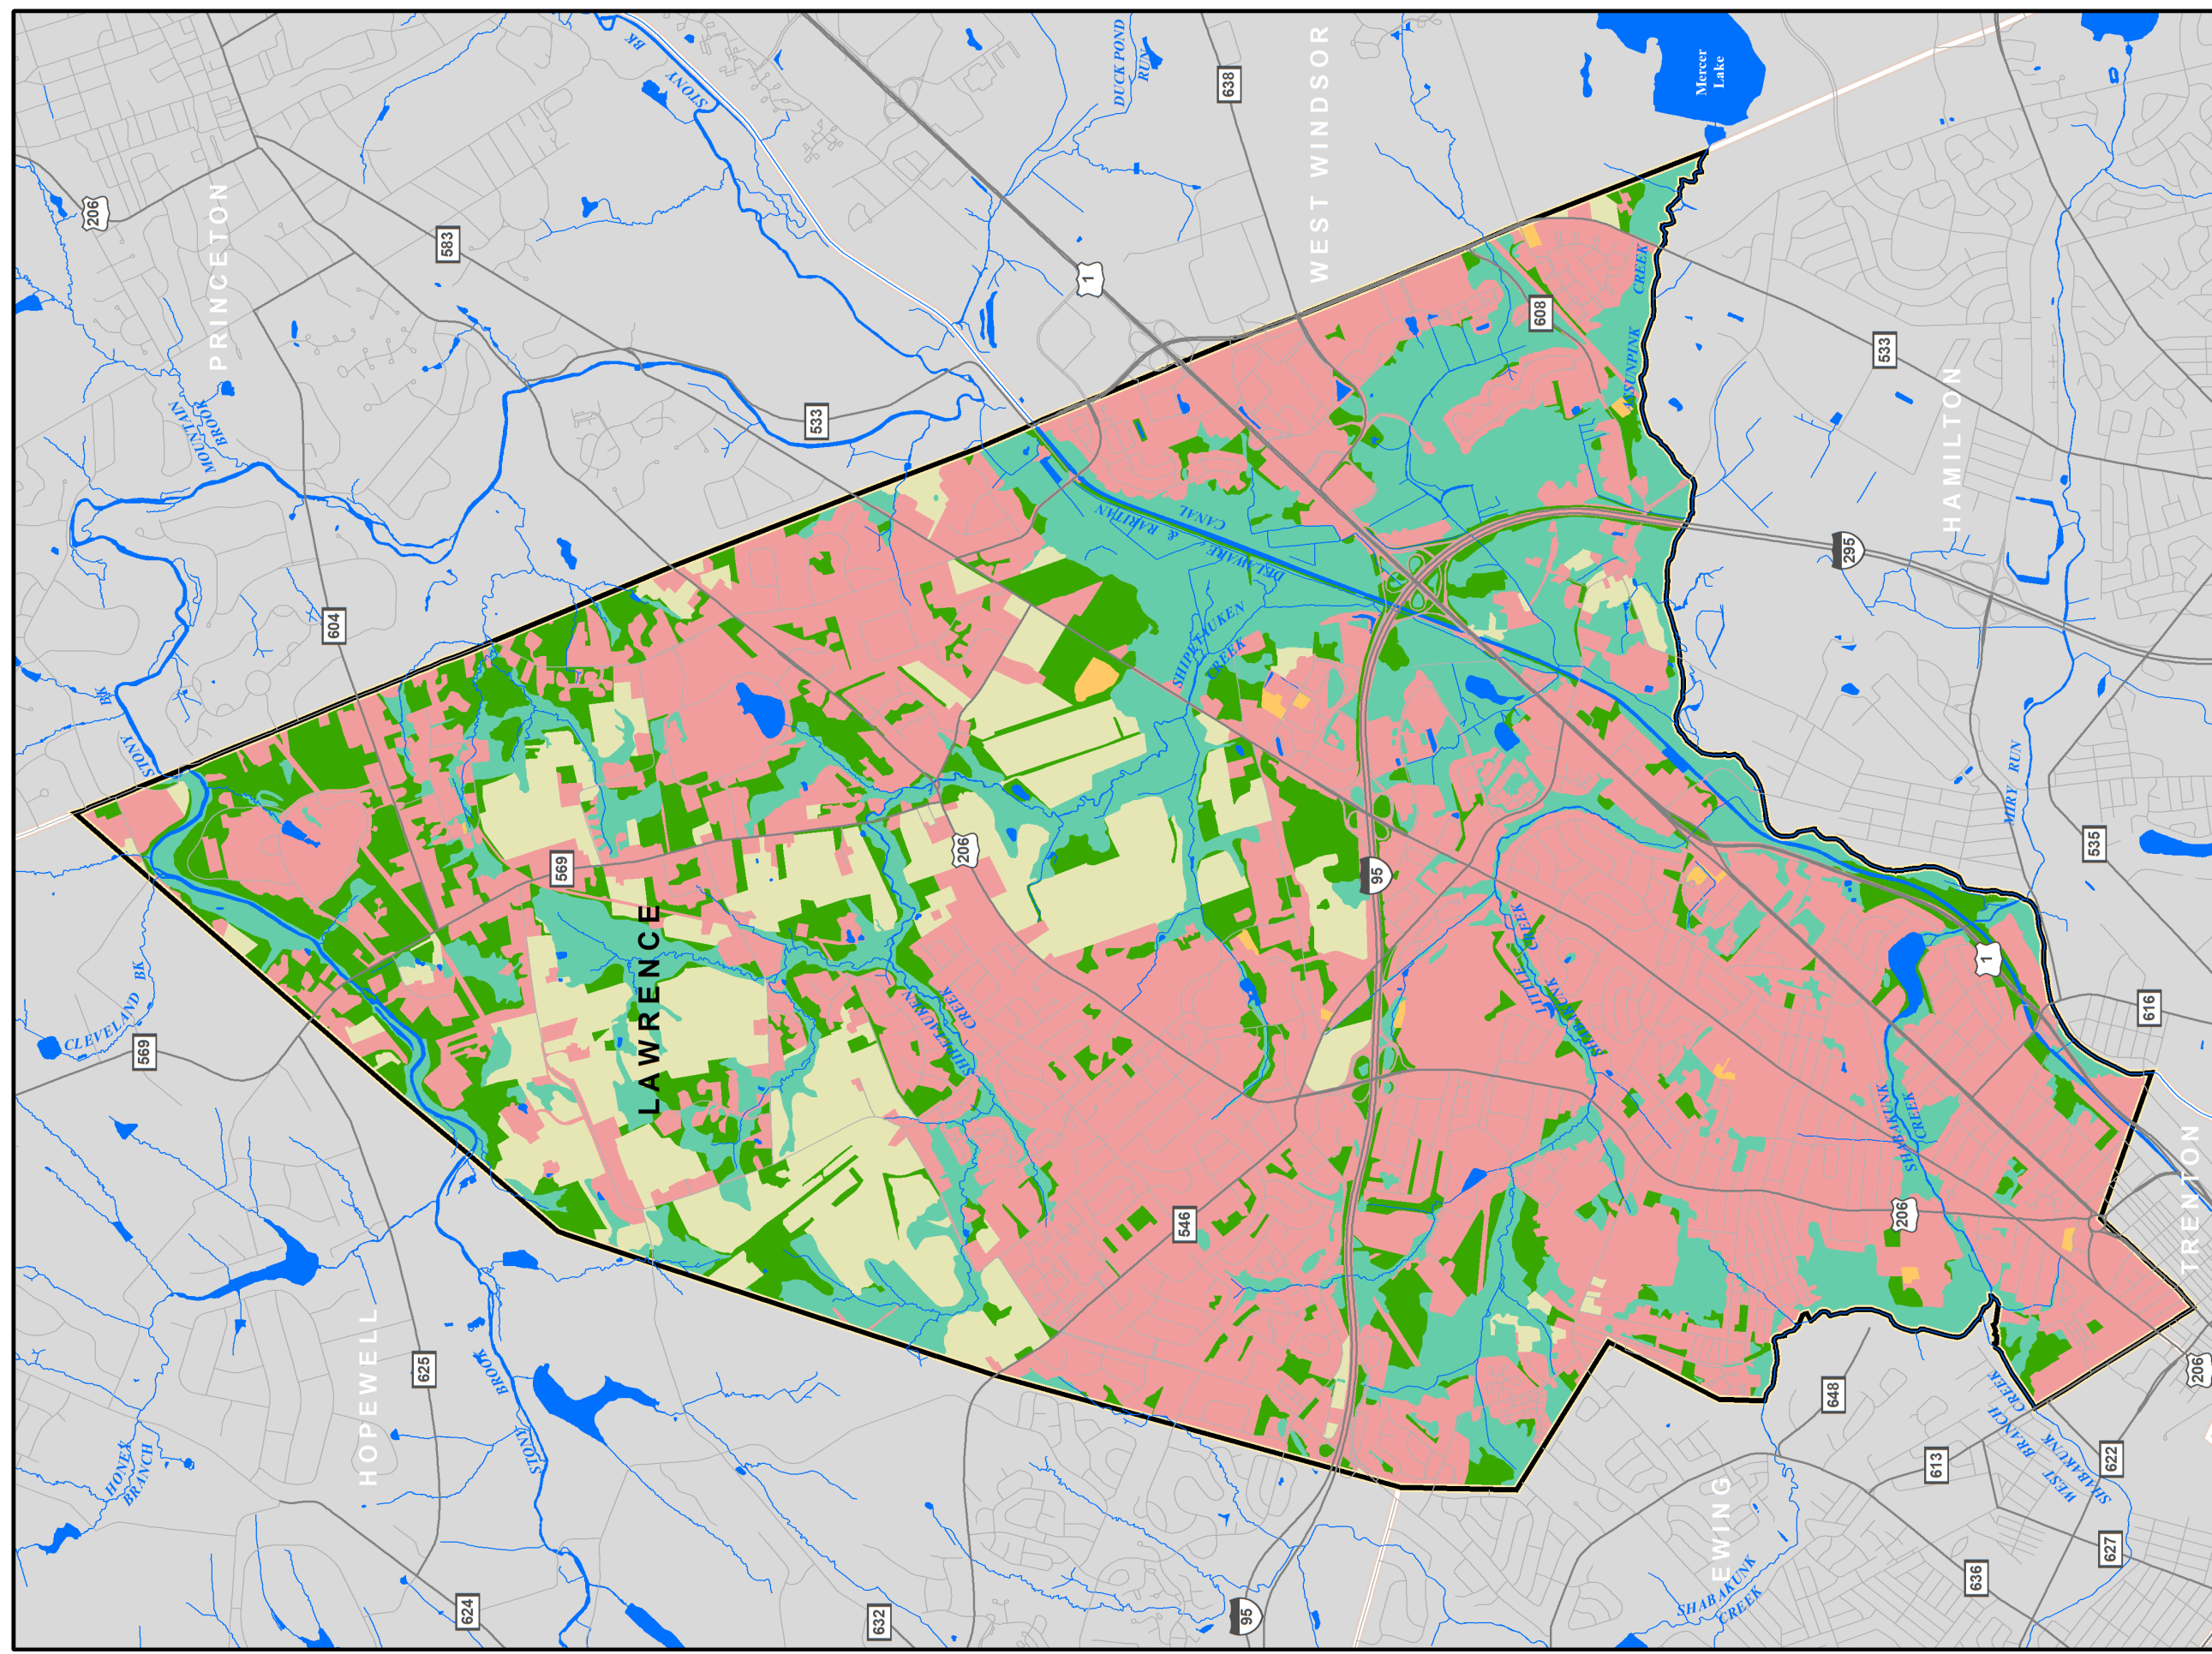 BK
STONY
DUCK POND
RUN
638
WEST WINDSOR
Mercer
Lake
206
PRINCETON
583
1
MOUNTAIN
BROOK
533
604
608
CREEK
ASSUNPINK
533
HAMILTON
295
DELAWARE & RARITAN
CANAL
SHIPETAUKEN
CREEK
BK
STONY
569
206
95
LAWRENCE
MIRY RUN
535
CLEVELAND BK
569
SHIPETAUKEN
CREEK
LITTLE CREEK
SHABAKUNK
1
616
SHABAKUNK
CREEK
546
206
TRENTON
HOPEWELL
625
BROOK
STONY
HONEY
BRANCH
624
632
95
648
613
WEST BRANCH CREEK
SHABAKUNK
622
206
EWING
627
636
SHABAKUNK
CREEK